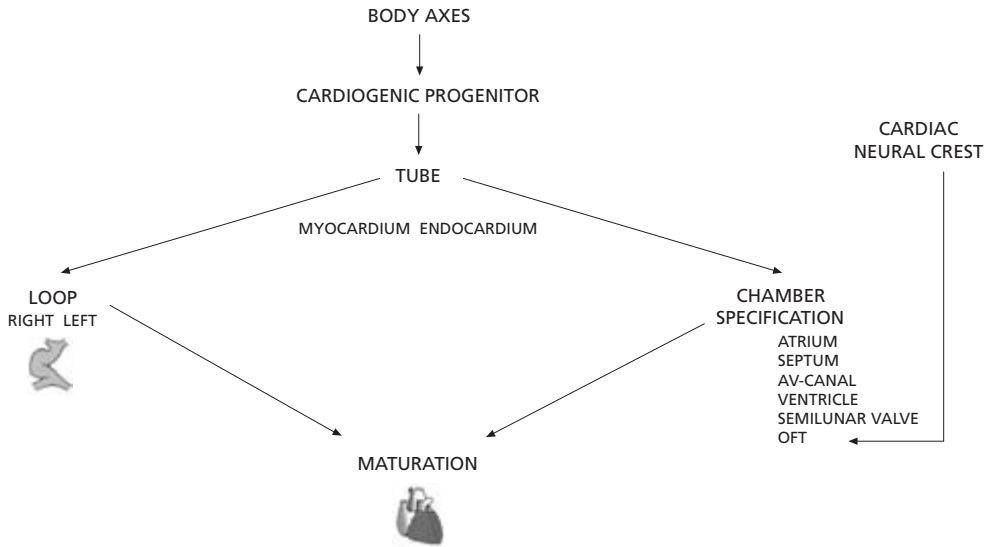 BODY AXES
CARDIOGENIC PROGENITOR
CARDIAC
NEURAL CREST
TUBE
MYOCARDIUM ENDOCARDIUM
LOOP
RIGHT LEFT
CHAMBER
SPECIFICATION
ATRIUM
SEPTUM
AV-CANAL
VENTRICLE
SEMILUNAR VALVE
OFT
MATURATION